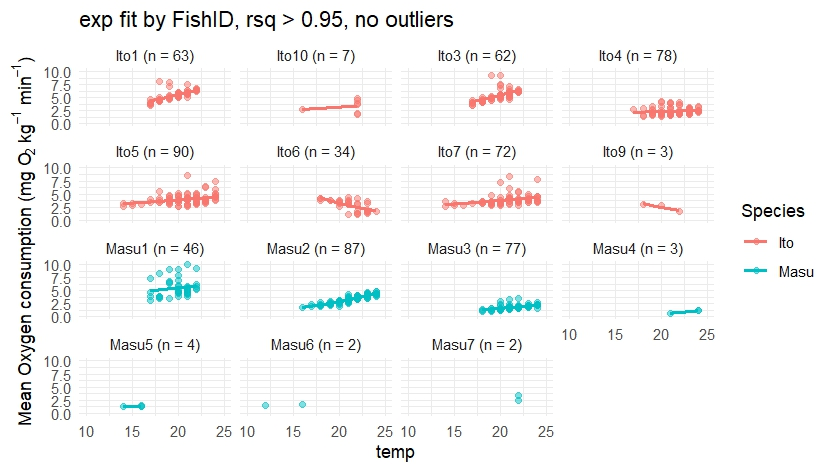 exp fit by FishID, rsq > 0.95, no outliers
Mean Oxygen consumption (mg O₂ kg⁻¹ min⁻¹)
Ito1 (n = 63) Ito10 (n = 7) Ito3 (n = 62) Ito4 (n = 78)
10.0
7.5
5.0
2.5
0.0
Ito5 (n = 90) Ito6 (n = 34) Ito7 (n = 72) Ito9 (n = 3)
10.0
7.5
5.0
2.5
0.0
Species
Ito
Masu
Masu1 (n = 46) Masu2 (n = 87) Masu3 (n = 77) Masu4 (n = 3)
10.0
7.5
5.0
2.5
0.0
10 15 20 25
Masu5 (n = 4) Masu6 (n = 2) Masu7 (n = 2)
10.0
7.5
5.0
2.5
0.0
10 15 20 25 10 15 20 25 10 15 20 25
temp